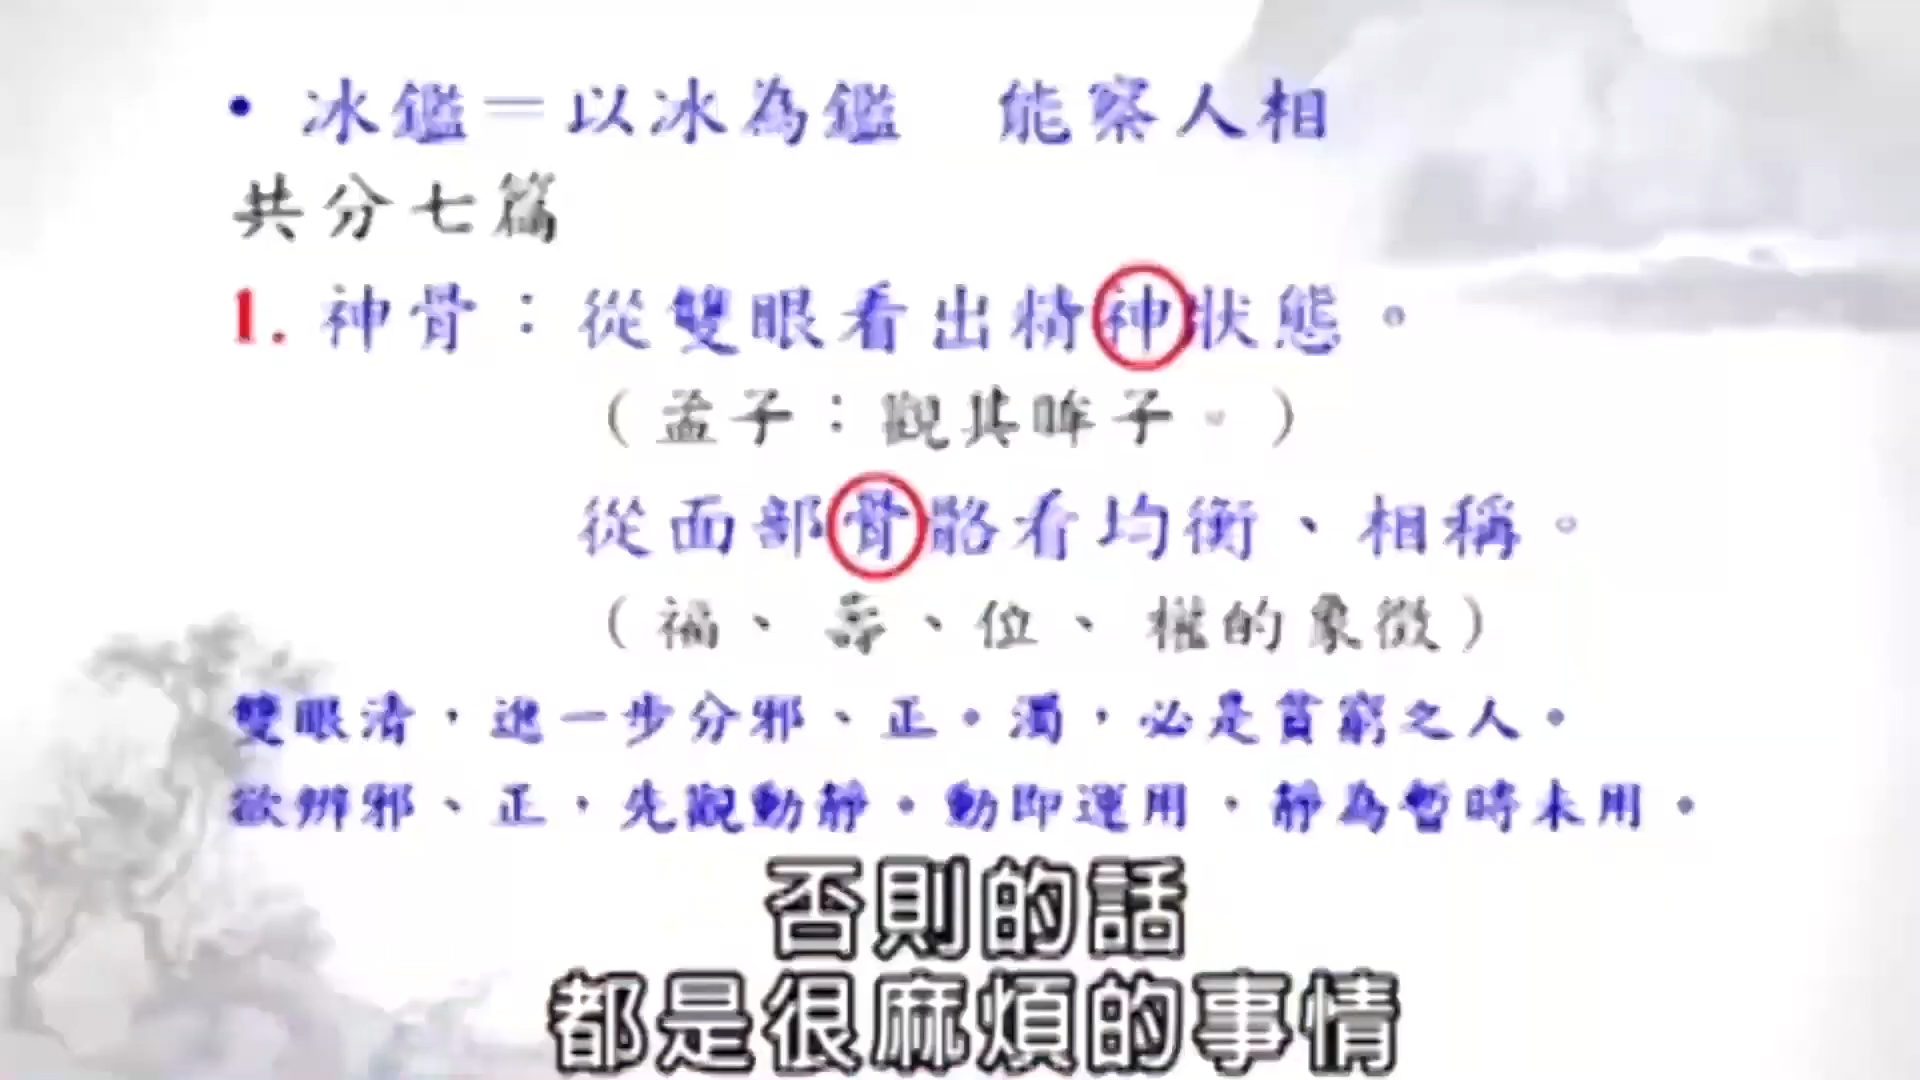 • 冰鑑＝以冰為鑑　能察人相
共分七篇
1. 神骨：從雙眼看出精神狀態。
（孟子：觀其眸子。）
從面部骨骼看均衡、相稱。
（福、壽、位、權的象徵）
雙眼清，進一步分邪、正。濁，必是貧窮之人。
欲辨邪、正，先觀動靜。動即運用，靜為暫時未用。
否則的話
都是很麻煩的事情